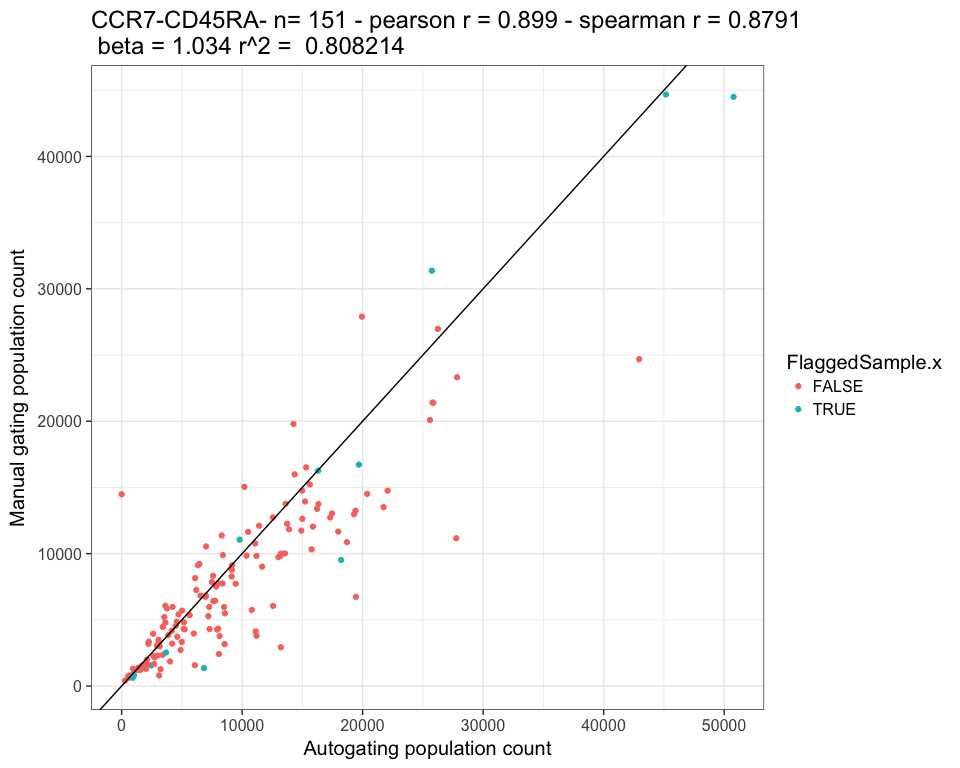 CCR7-CD45RA- n= 151 - pearson r = 0.899 - spearman r = 0.8791
beta = 1.034 r^2 =  0.808214
Manual gating population count
40000
30000
20000
10000
0
0 10000 20000 30000 40000 50000
Autogating population count
FlaggedSample.x
FALSE
TRUE